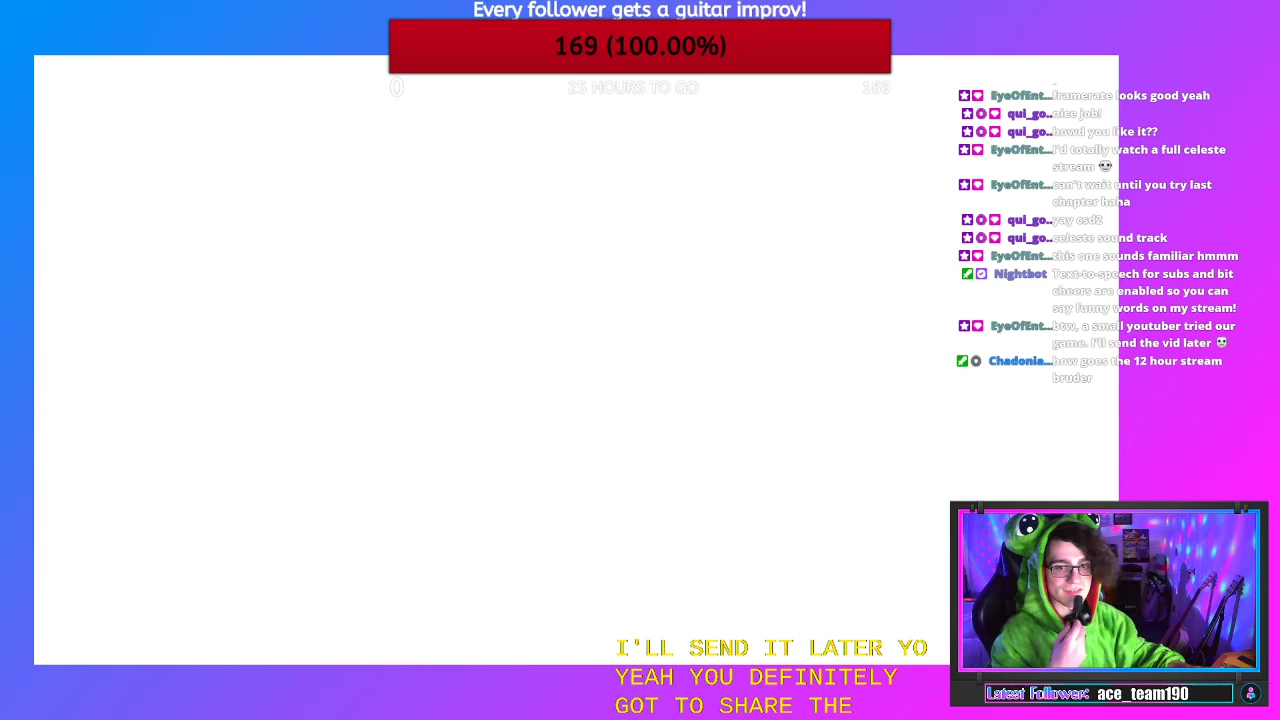 Every follower gets a guitar improv!
169 (100.00%)
0 25 HOURS TO GO 169
EyeOfEnt... framerate looks good yeah
qui_go.. nice job!
qui_go.. howd you like it??
EyeOfEnt... I'd totally watch a full celeste
stream
EyeOfEnt... can't wait until you try last
chapter haha
qui_go.. yay csd2
qui_go.. celeste sound track
EyeOfEnt... this one sounds familiar hmmm
Nightbot Text-to-speech for subs and bit
cheers are enabled so you can
say funny words on my stream!
EyeOfEnt... btw, a small youtuber tried our
game. I'll send the vid later
Chadonia... how goes the 12 hour stream
bruder
I'LL SEND IT LATER YO
YEAH YOU DEFINITELY
GOT TO SHARE THE
Latest Follower: ace_team190